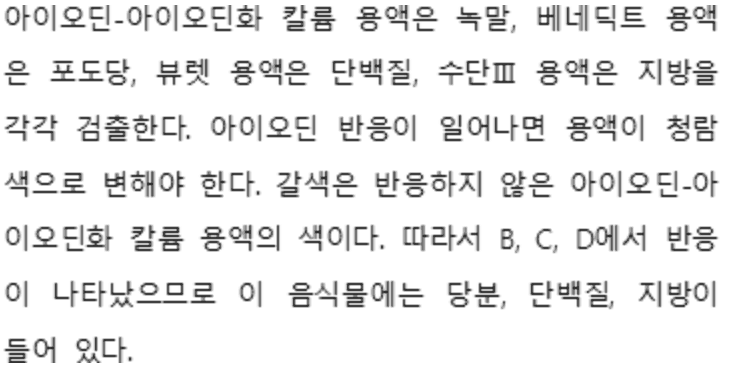 아이오딘-아이오딘화 칼륨 용액은 녹말, 베네딕트 용액
은 포도당, 뷰렛 용액은 단백질, 수단Ⅲ 용액은 지방을
각각 검출한다. 아이오딘 반응이 일어나면 용액이 청람
색으로 변해야 한다. 갈색은 반응하지 않은 아이오딘-아
이오딘화 칼륨 용액의 색이다. 따라서 B, C, D에서 반응
이 나타났으므로 이 음식물에는 당분, 단백질, 지방이
들어 있다.